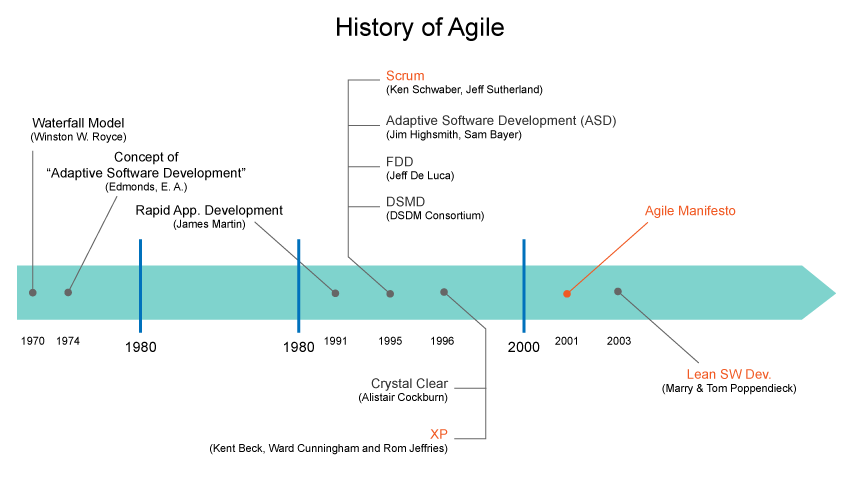 History of Agile
Scrum
(Ken Schwaber, Jeff Sutherland)
Adaptive Software Development (ASD)
(Jim Highsmith, Sam Bayer)
FDD
(Jeff De Luca)
DSMD
(DSDM Consortium)
Waterfall Model
(Winston W. Royce)
Concept of
“Adaptive Software Development”
(Edmonds, E. A.)
Rapid App. Development
(James Martin)
Agile Manifesto
1970
1974
1980
1980
1991
1995
1996
2000
2001
2003
Crystal Clear
(Alistair Cockburn)
XP
(Kent Beck, Ward Cunningham and Rom Jeffries)
Lean SW Dev.
(Marry & Tom Poppendieck)